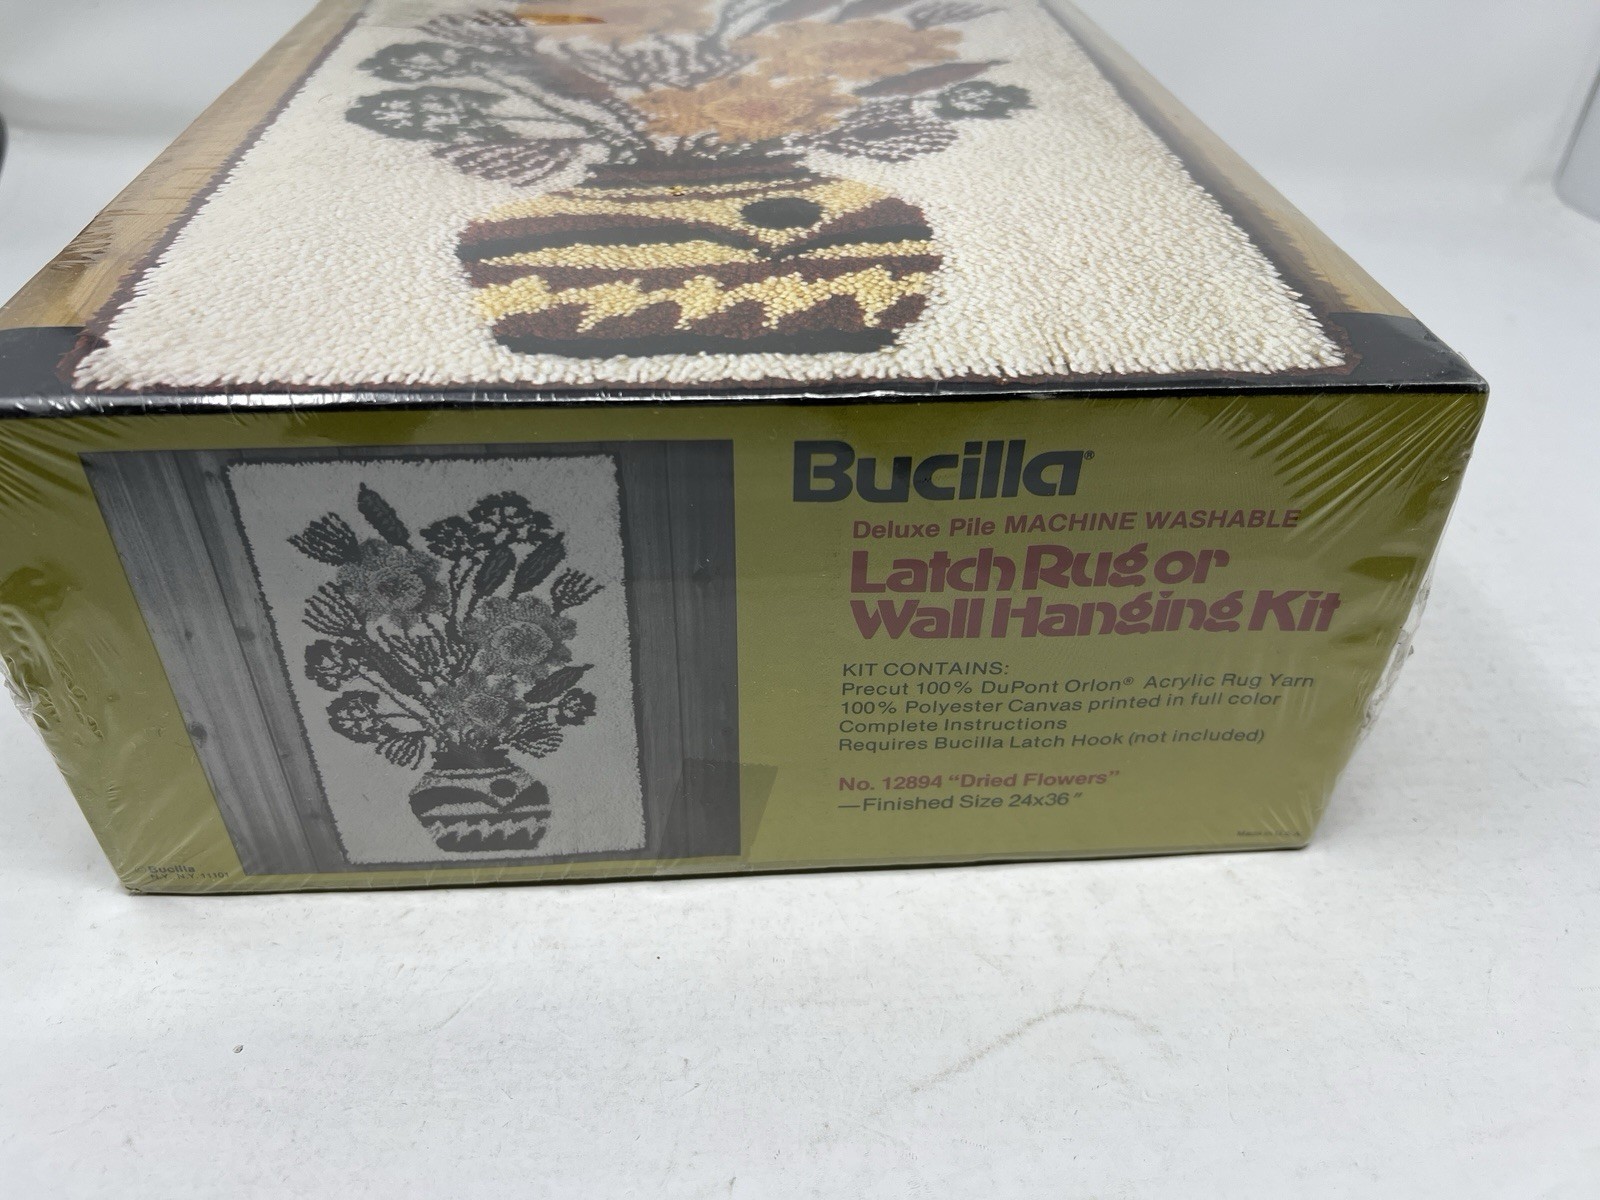 Bucilla®
Deluxe Pile MACHINE WASHABLE
Latch Rug or
Wall Hanging Kit
KIT CONTAINS:
Precut 100% DuPont Orlon® Acrylic Rug Yarn
100% Polyester Canvas printed in full color
Complete Instructions
Requires Bucilla Latch Hook (not included)
No. 12894 "Dried Flowers"
—Finished Size 24x36"
Bucilla
N.Y. 11101